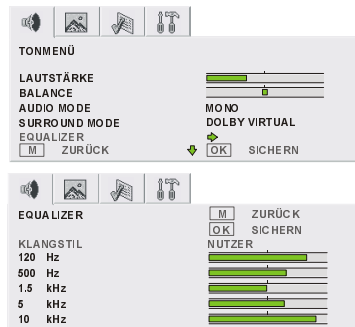 TONMENÜ
LAUTSTÄRKE
BALANCE
AUDIO MODE MONO
SURROUND MODE DOLBY VIRTUAL
EQUALIZER
M ZURÜCK OK SICHERN
EQUALIZER M ZURÜCK
OK SICHERN
KLANGSTIL NUTZER
120 Hz
500 Hz
1.5 kHz
5 kHz
10 kHz